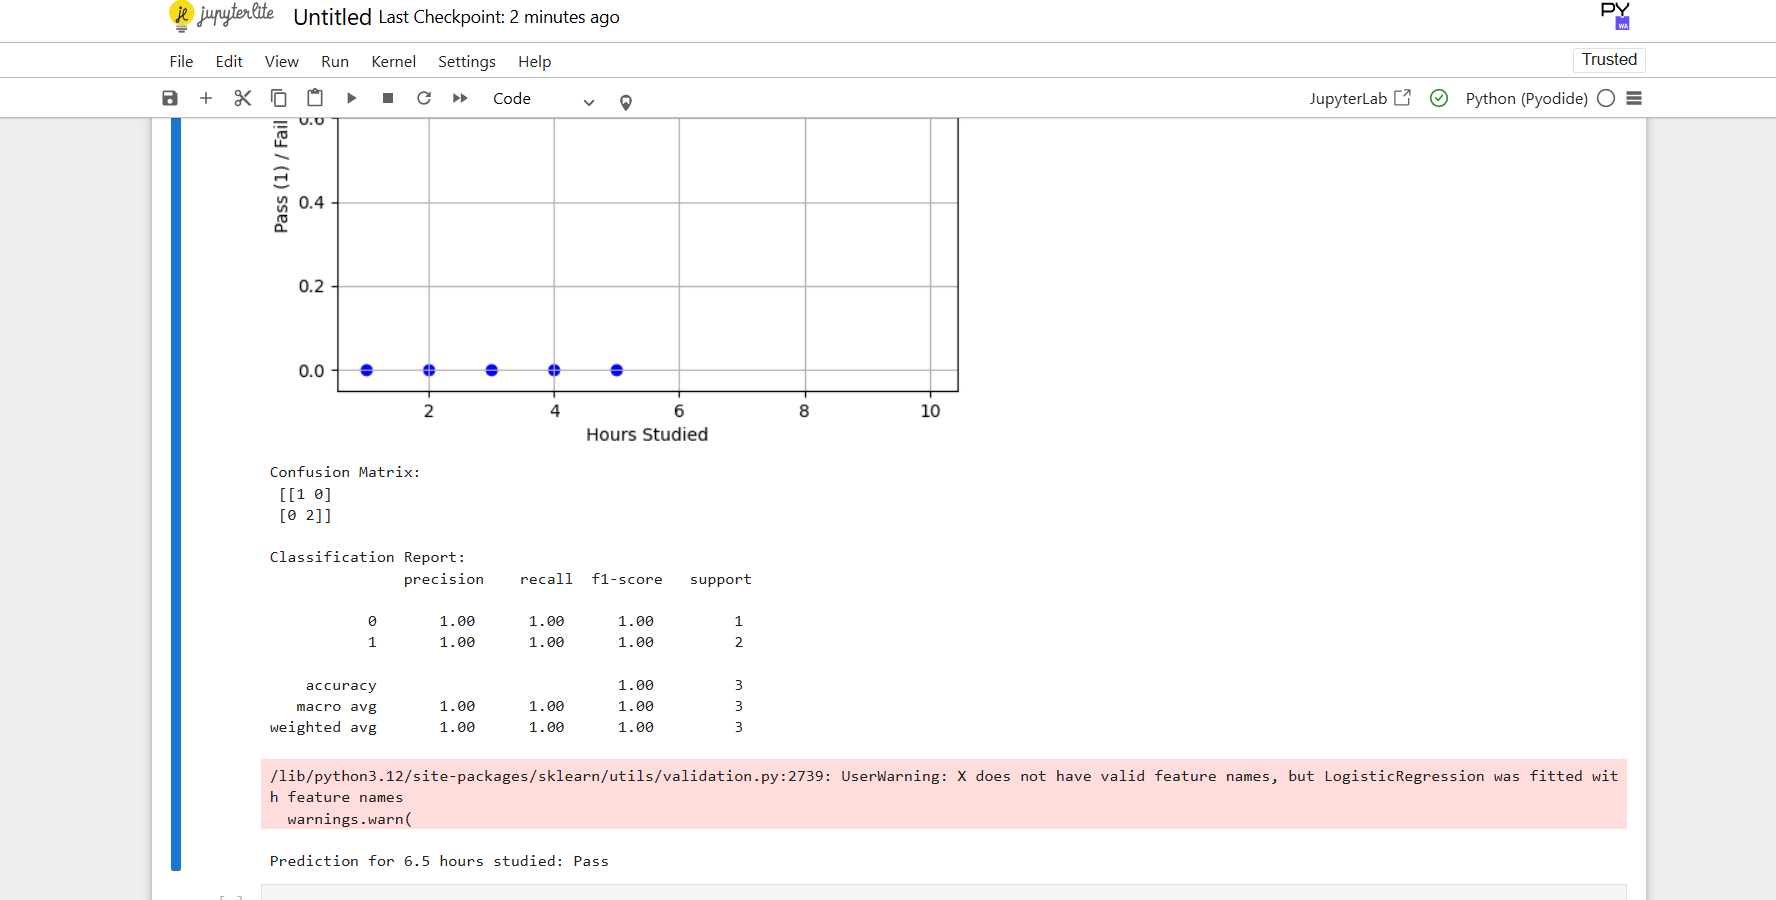 jupyterlite Untitled Last Checkpoint: 2 minutes ago PY WA
File Edit View Run Kernel Settings Help Trusted
Code JupyterLab Python (Pyodide)
0.6
Pass (1) / Fail
0.4
0.2
0.0
2 4 6 8 10
Hours Studied
Confusion Matrix:
[[1 0]
[0 2]]
Classification Report:
precision recall f1-score support
0 1.00 1.00 1.00 1
1 1.00 1.00 1.00 2
accuracy 1.00 3
macro avg 1.00 1.00 1.00 3
weighted avg 1.00 1.00 1.00 3
/lib/python3.12/site-packages/sklearn/utils/validation.py:2739: UserWarning: X does not have valid feature names, but LogisticRegression was fitted wit
h feature names
warnings.warn(
Prediction for 6.5 hours studied: Pass